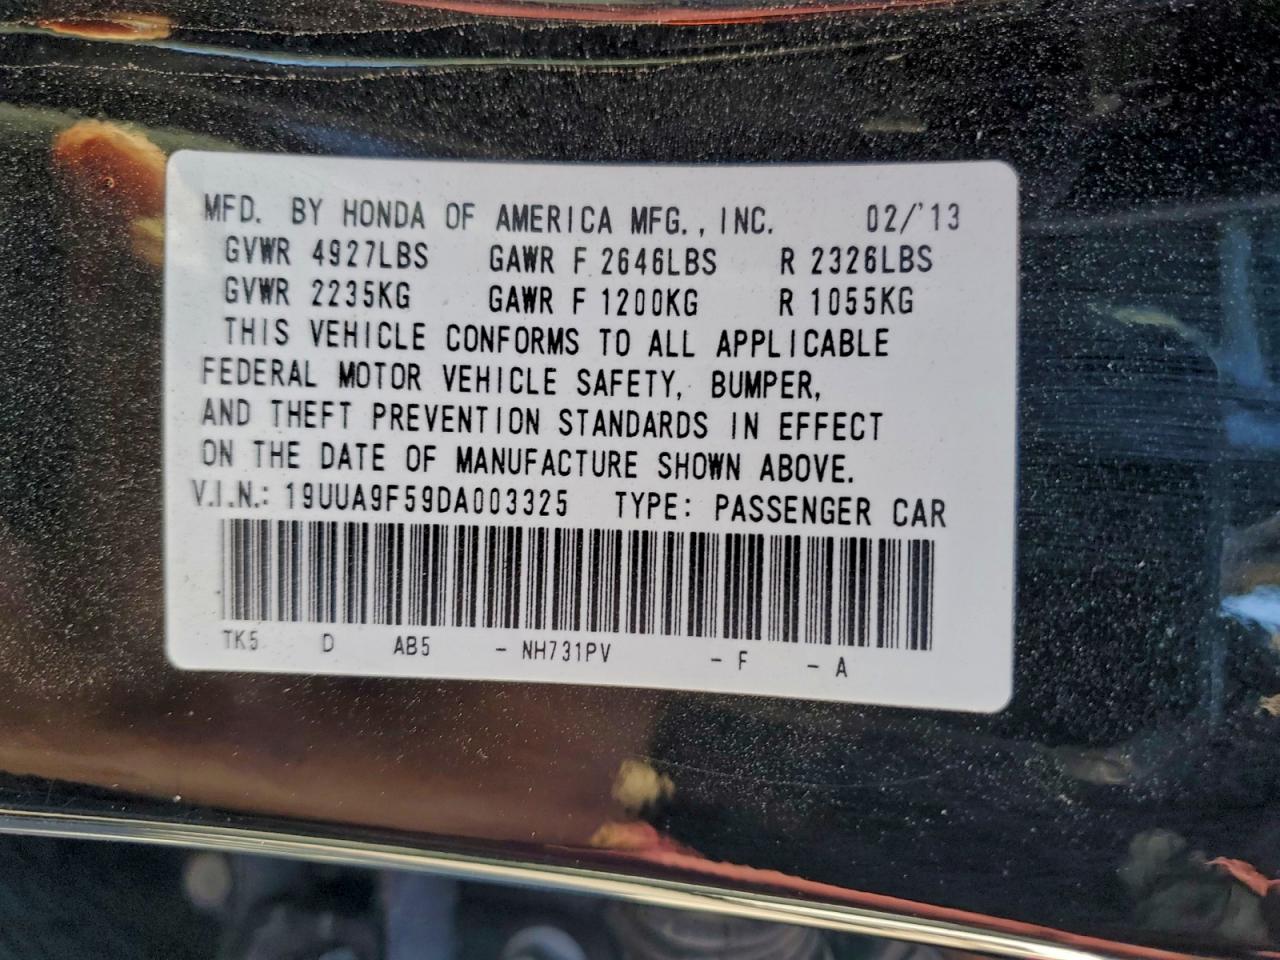 MFD. BY HONDA OF AMERICA MFG., INC. 02/'13
GVWR 4927LBS GAWR F 2646LBS R 2326LBS
GVWR 2235KG GAWR F 1200KG R 1055KG
THIS VEHICLE CONFORMS TO ALL APPLICABLE
FEDERAL MOTOR VEHICLE SAFETY, BUMPER,
AND THEFT PREVENTION STANDARDS IN EFFECT
ON THE DATE OF MANUFACTURE SHOWN ABOVE.
V.I.N.: 19UUA9F59DA003325 TYPE: PASSENGER CAR
TK5 D AB5 - NH731PV - F - A